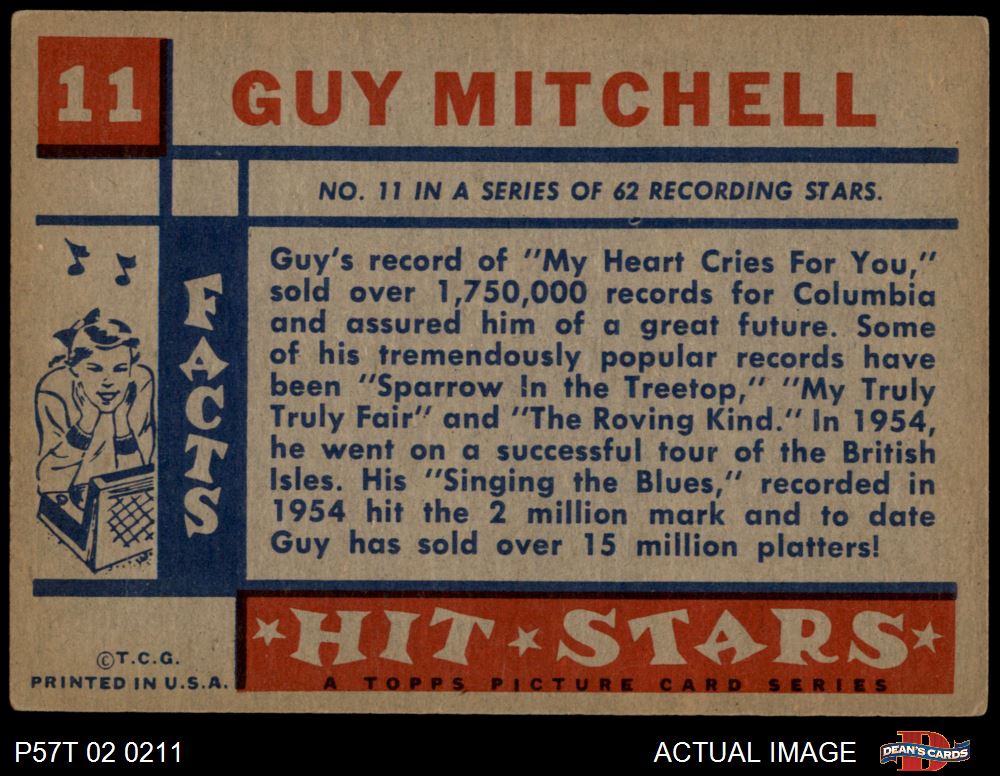 11
GUY MITCHELL
NO. 11 IN A SERIES OF 62 RECORDING STARS.
FACTS
Guy's record of "My Heart Cries For You,"
sold over 1,750,000 records for Columbia
and assured him of a great future. Some
of his tremendously popular records have
been "Sparrow In the Treetop," "My Truly
Truly Fair" and "The Roving Kind." In 1954,
he went on a successful tour of the British
Isles. His "Singing the Blues," recorded in
1954 hit the 2 million mark and to date
Guy has sold over 15 million platters!
HIT STARS
A TOPPS PICTURE CARD SERIES
©T.C.G.
PRINTED IN U.S.A.
P57T 02 0211
ACTUAL IMAGE
D
DEAN'S CARDS